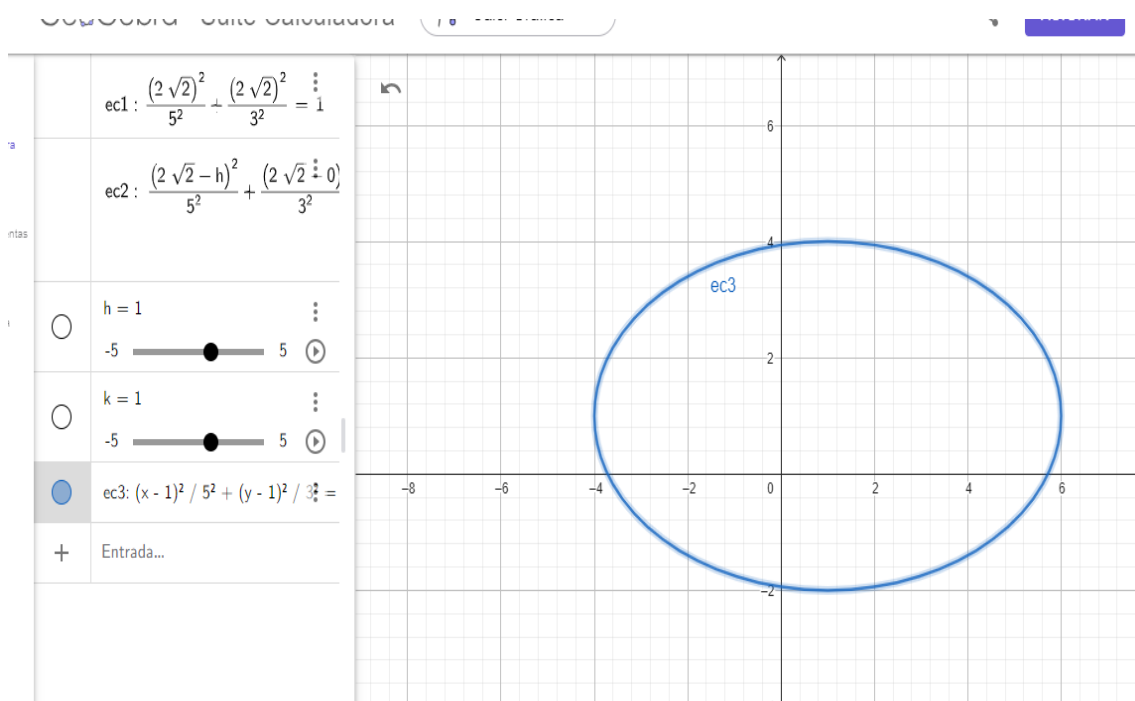 ec1 : (2 √2)² / 5² + (2 √2)² / 3² = 1
ec2 : (2 √2 − h)² / 5² + (2 √2 − 0) / 3²
ntas
h = 1
-5 5
k = 1
-5 5
ec3: (x - 1)² / 5² + (y - 1)² / 3² =
+ Entrada...
6
4
ec3
2
−8 −6 −4 −2 0 2 4 6
−2